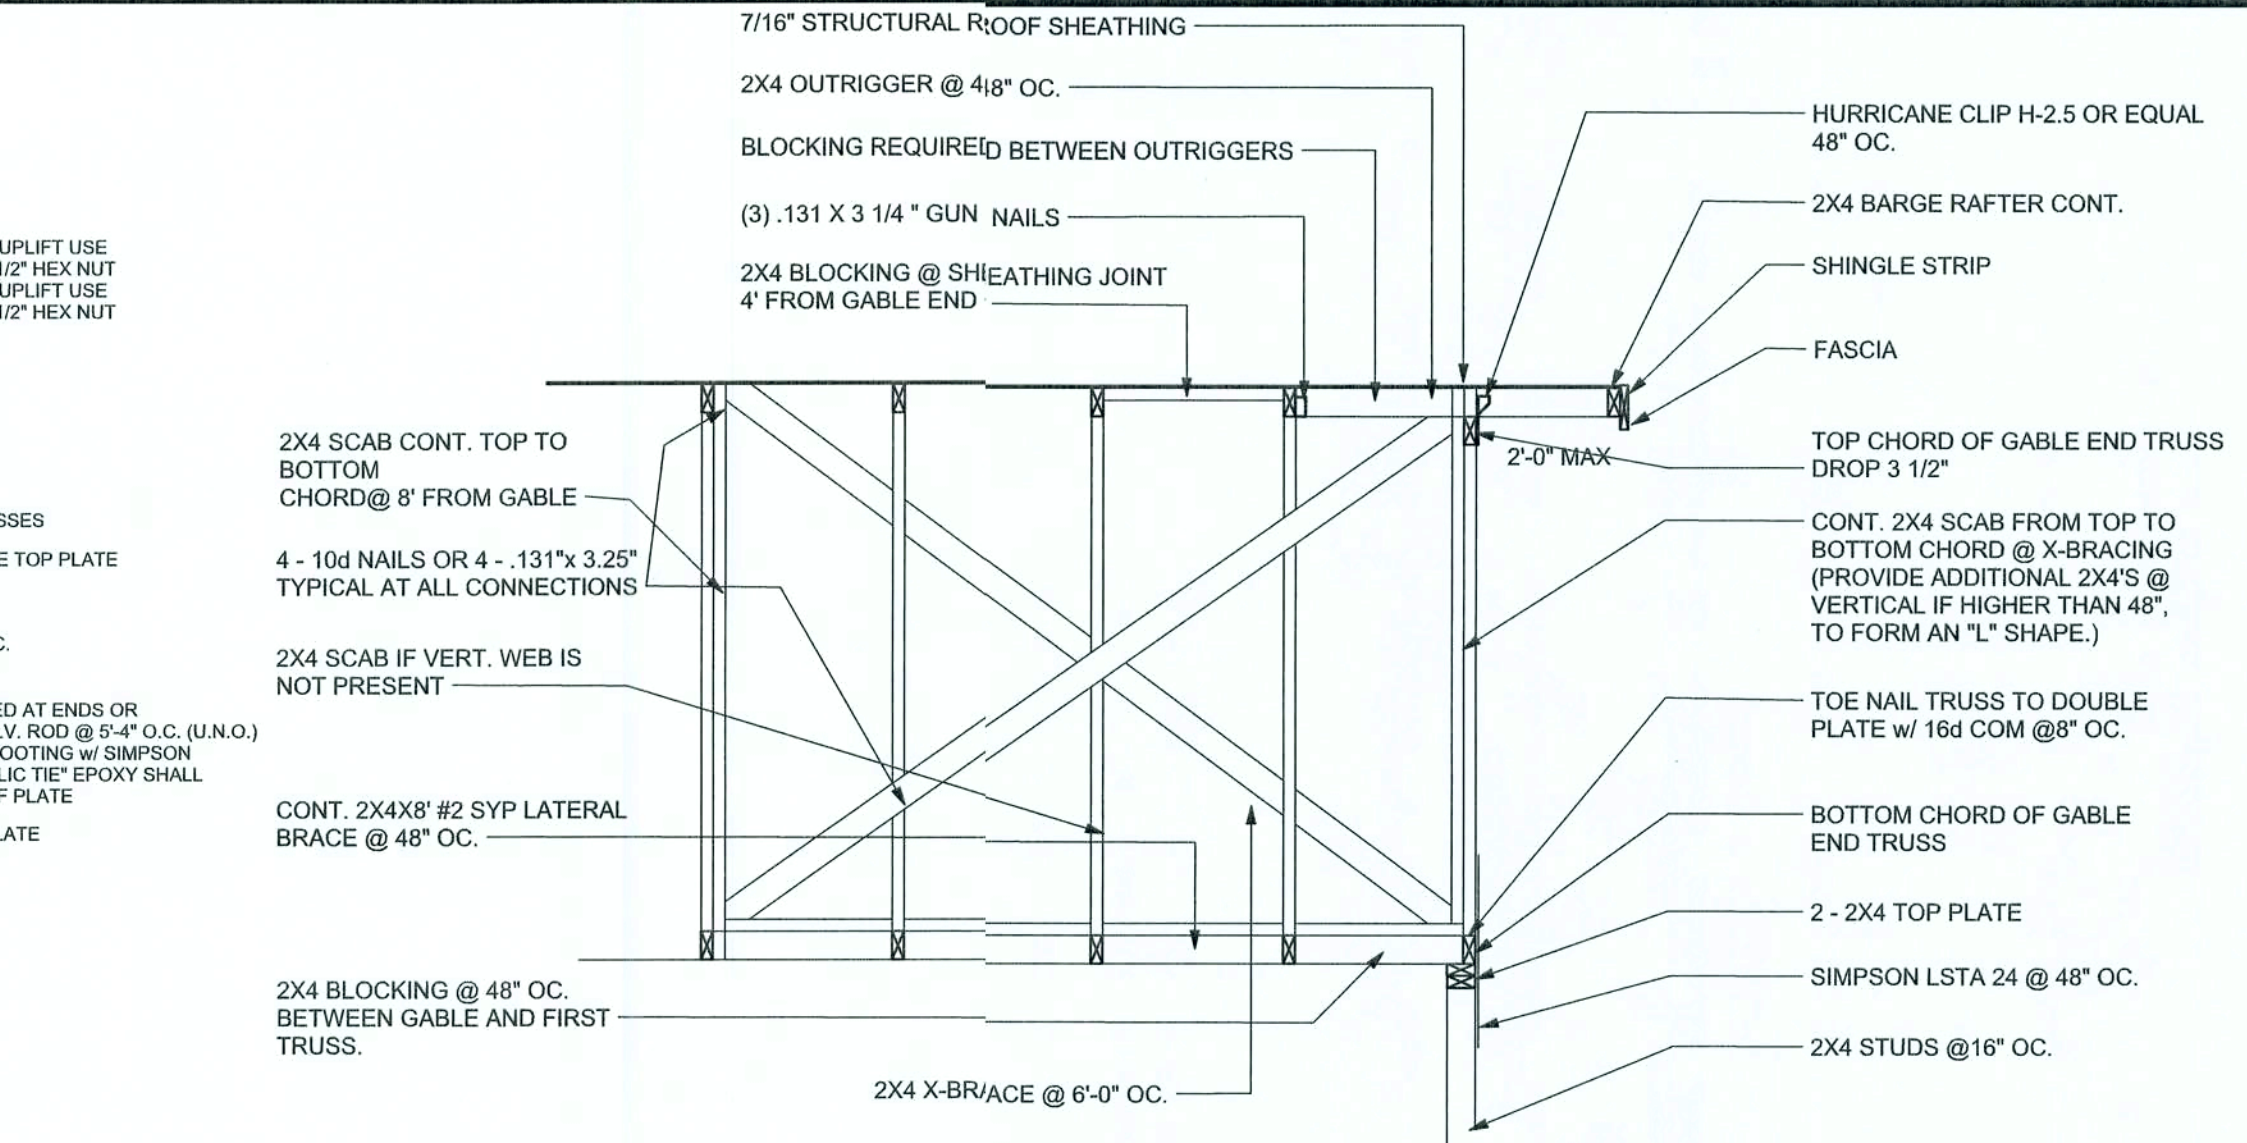 7/16" STRUCTURAL ROOF SHEATHING
2X4 OUTRIGGER @ 48" OC.
BLOCKING REQUIRED BETWEEN OUTRIGGERS
(3) .131 X 3 1/4 " GUN NAILS
2X4 BLOCKING @ SHEATHING JOINT
4' FROM GABLE END
HURRICANE CLIP H-2.5 OR EQUAL
48" OC.
2X4 BARGE RAFTER CONT.
SHINGLE STRIP
FASCIA
UPLIFT USE
1/2" HEX NUT
UPLIFT USE
1/2" HEX NUT
SSES
E TOP PLATE
C.
ED AT ENDS OR
.V. ROD @ 5'-4" O.C. (U.N.O.)
OOTING w/ SIMPSON
LIC TIE" EPOXY SHALL
F PLATE
LATE
2X4 SCAB CONT. TOP TO
BOTTOM
CHORD@ 8' FROM GABLE
4 - 10d NAILS OR 4 - .131"x 3.25"
TYPICAL AT ALL CONNECTIONS
2X4 SCAB IF VERT. WEB IS
NOT PRESENT
CONT. 2X4X8' #2 SYP LATERAL
BRACE @ 48" OC.
2X4 BLOCKING @ 48" OC.
BETWEEN GABLE AND FIRST
TRUSS.
2X4 X-BRACE @ 6'-0" OC.
2'-0" MAX
TOP CHORD OF GABLE END TRUSS
DROP 3 1/2"
CONT. 2X4 SCAB FROM TOP TO
BOTTOM CHORD @ X-BRACING
(PROVIDE ADDITIONAL 2X4'S @
VERTICAL IF HIGHER THAN 48",
TO FORM AN "L" SHAPE.)
TOE NAIL TRUSS TO DOUBLE
PLATE w/ 16d COM @8" OC.
BOTTOM CHORD OF GABLE
END TRUSS
2 - 2X4 TOP PLATE
SIMPSON LSTA 24 @ 48" OC.
2X4 STUDS @16" OC.